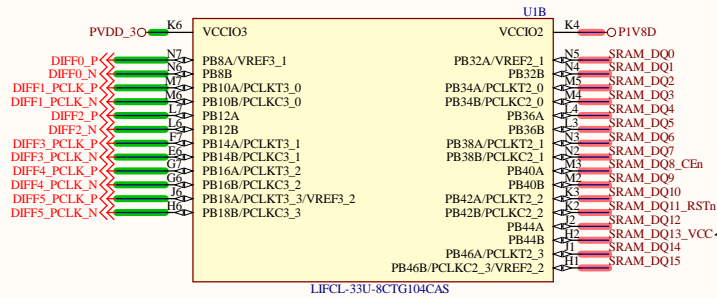 U1B
PVDD_3 K6 VCCIO3 VCCIO2 K4 P1V8D
DIFF0_P N7 PB8A/VREF3_1 PB32A/VREF2_1 N5 SRAM_DQ0
DIFF0_N N6 PB8B PB32B N4 SRAM_DQ1
DIFF1_PCLK_P M7 PB10A/PCLKT3_0 PB34A/PCLKT2_0 M5 SRAM_DQ2
DIFF1_PCLK_N M6 PB10B/PCLKC3_0 PB34B/PCLKC2_0 M4 SRAM_DQ3
DIFF2_P L7 PB12A PB36A L4 SRAM_DQ4
DIFF2_N L6 PB12B PB36B L3 SRAM_DQ5
DIFF3_PCLK_P F7 PB14A/PCLKT3_1 PB38A/PCLKT2_1 N3 SRAM_DQ6
DIFF3_PCLK_N E6 PB14B/PCLKC3_1 PB38B/PCLKC2_1 N2 SRAM_DQ7
DIFF4_PCLK_P G7 PB16A/PCLKT3_2 PB40A M3 SRAM_DQ8_CEn
DIFF4_PCLK_N G6 PB16B/PCLKC3_2 PB40B M2 SRAM_DQ9
DIFF5_PCLK_P J6 PB18A/PCLKT3_3/VREF3_2 PB42A/PCLKT2_2 K3 SRAM_DQ10
DIFF5_PCLK_N H6 PB18B/PCLKC3_3 PB42B/PCLKC2_2 K2 SRAM_DQ11_RSTn
PB44A J2 SRAM_DQ12
PB44B H2 SRAM_DQ13_VCC
PB46A/PCLKT2_3 J1 SRAM_DQ14
PB46B/PCLKC2_3/VREF2_2 H1 SRAM_DQ15
LIFCL-33U-8CTG104CAS